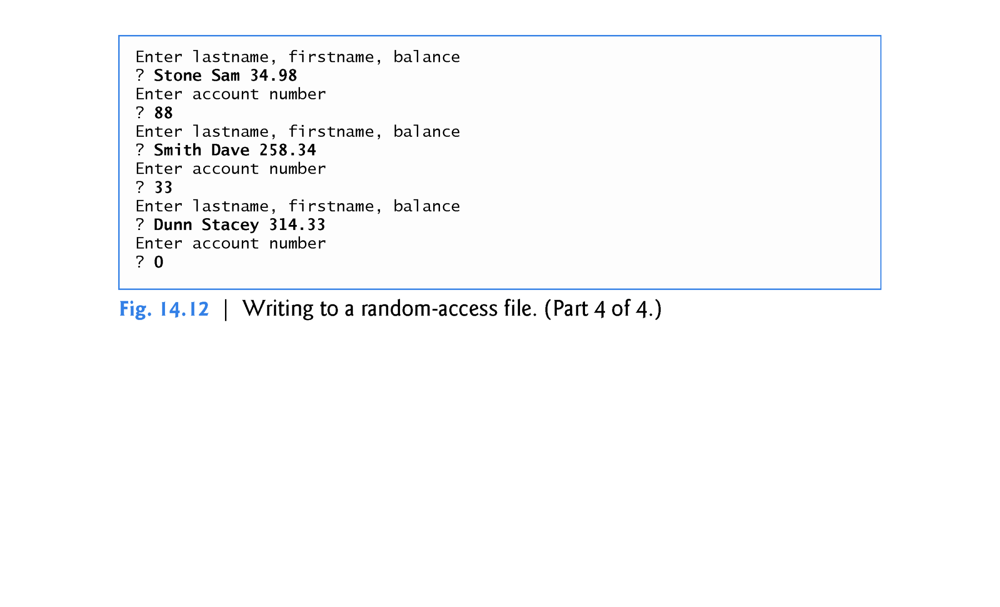 Enter lastname, firstname, balance
? Stone Sam 34.98
Enter account number
? 88
Enter lastname, firstname, balance
? Smith Dave 258.34
Enter account number
? 33
Enter lastname, firstname, balance
? Dunn Stacey 314.33
Enter account number
? 0
Fig. 14.12 | Writing to a random-access file. (Part 4 of 4.)